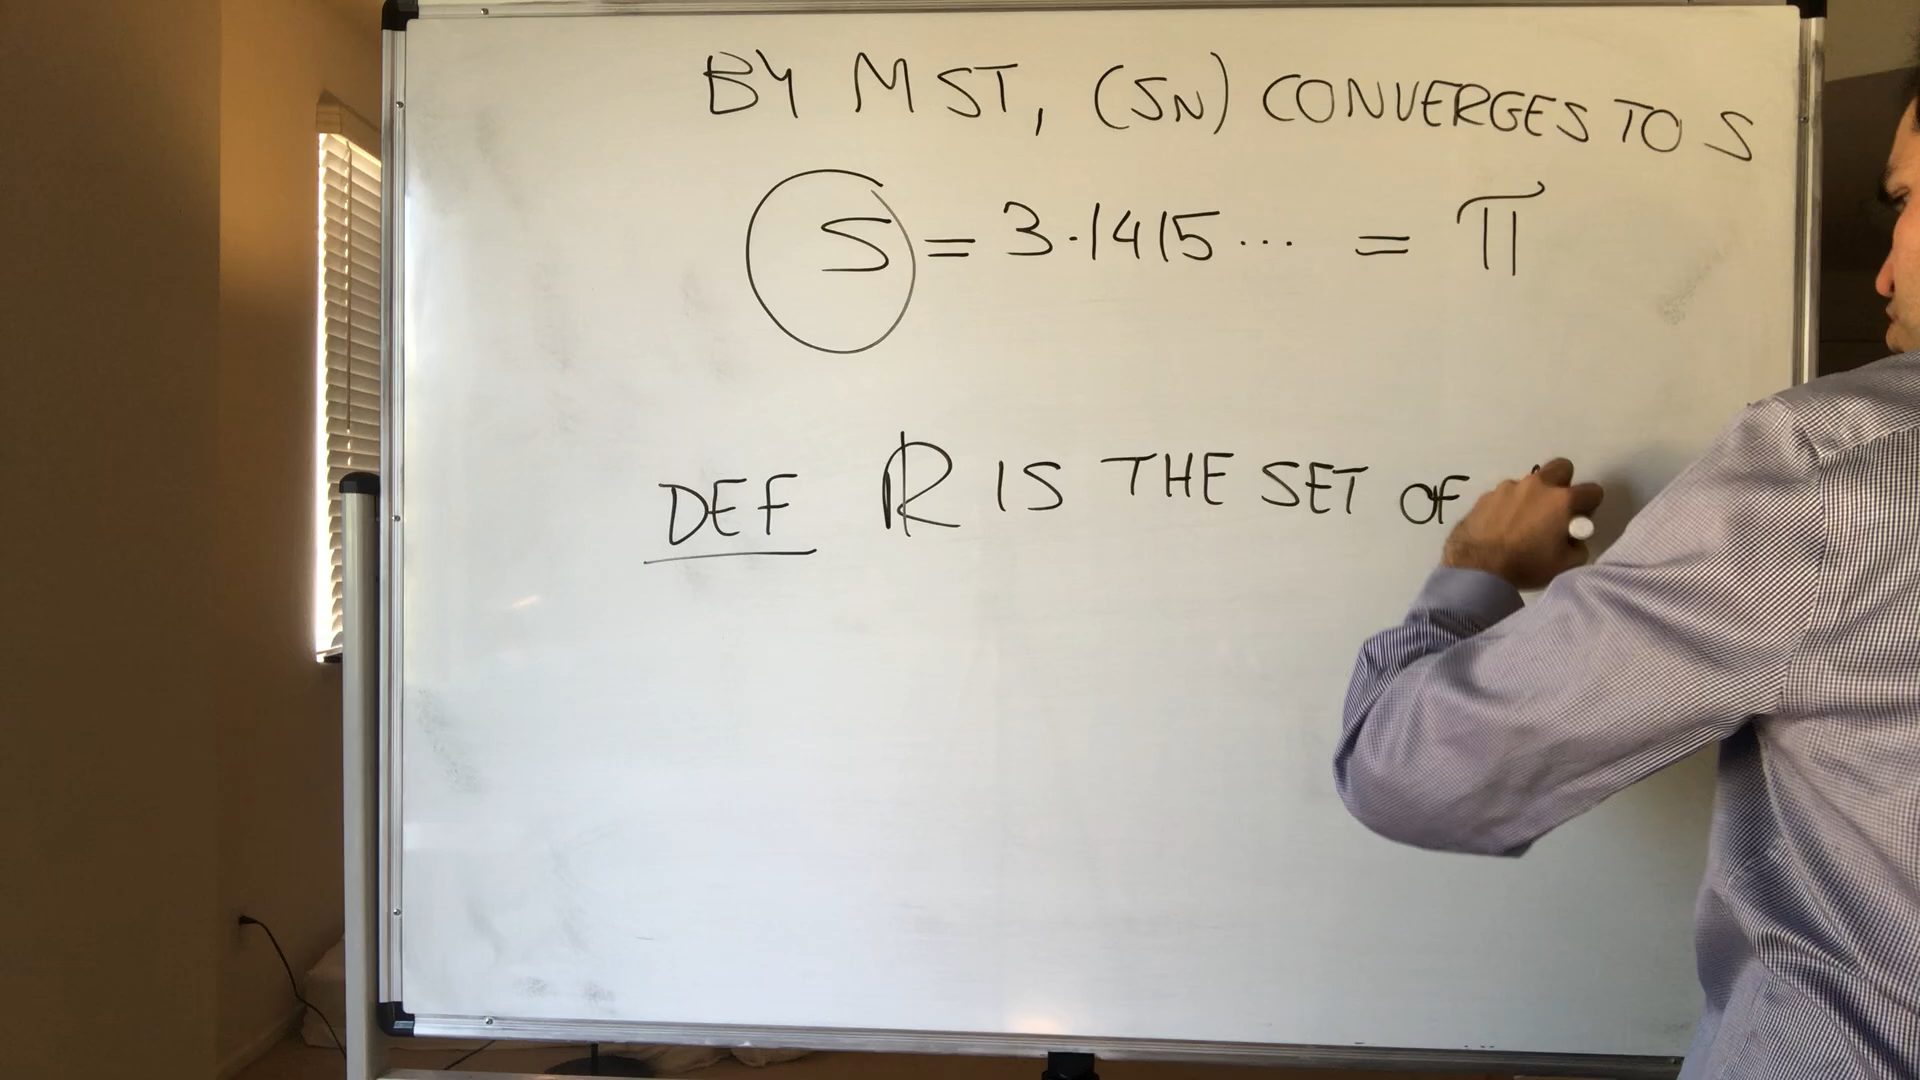 BY MST, (SN) CONVERGES TO S
S = 3.1415... = π
DEF ℝ IS THE SET OF